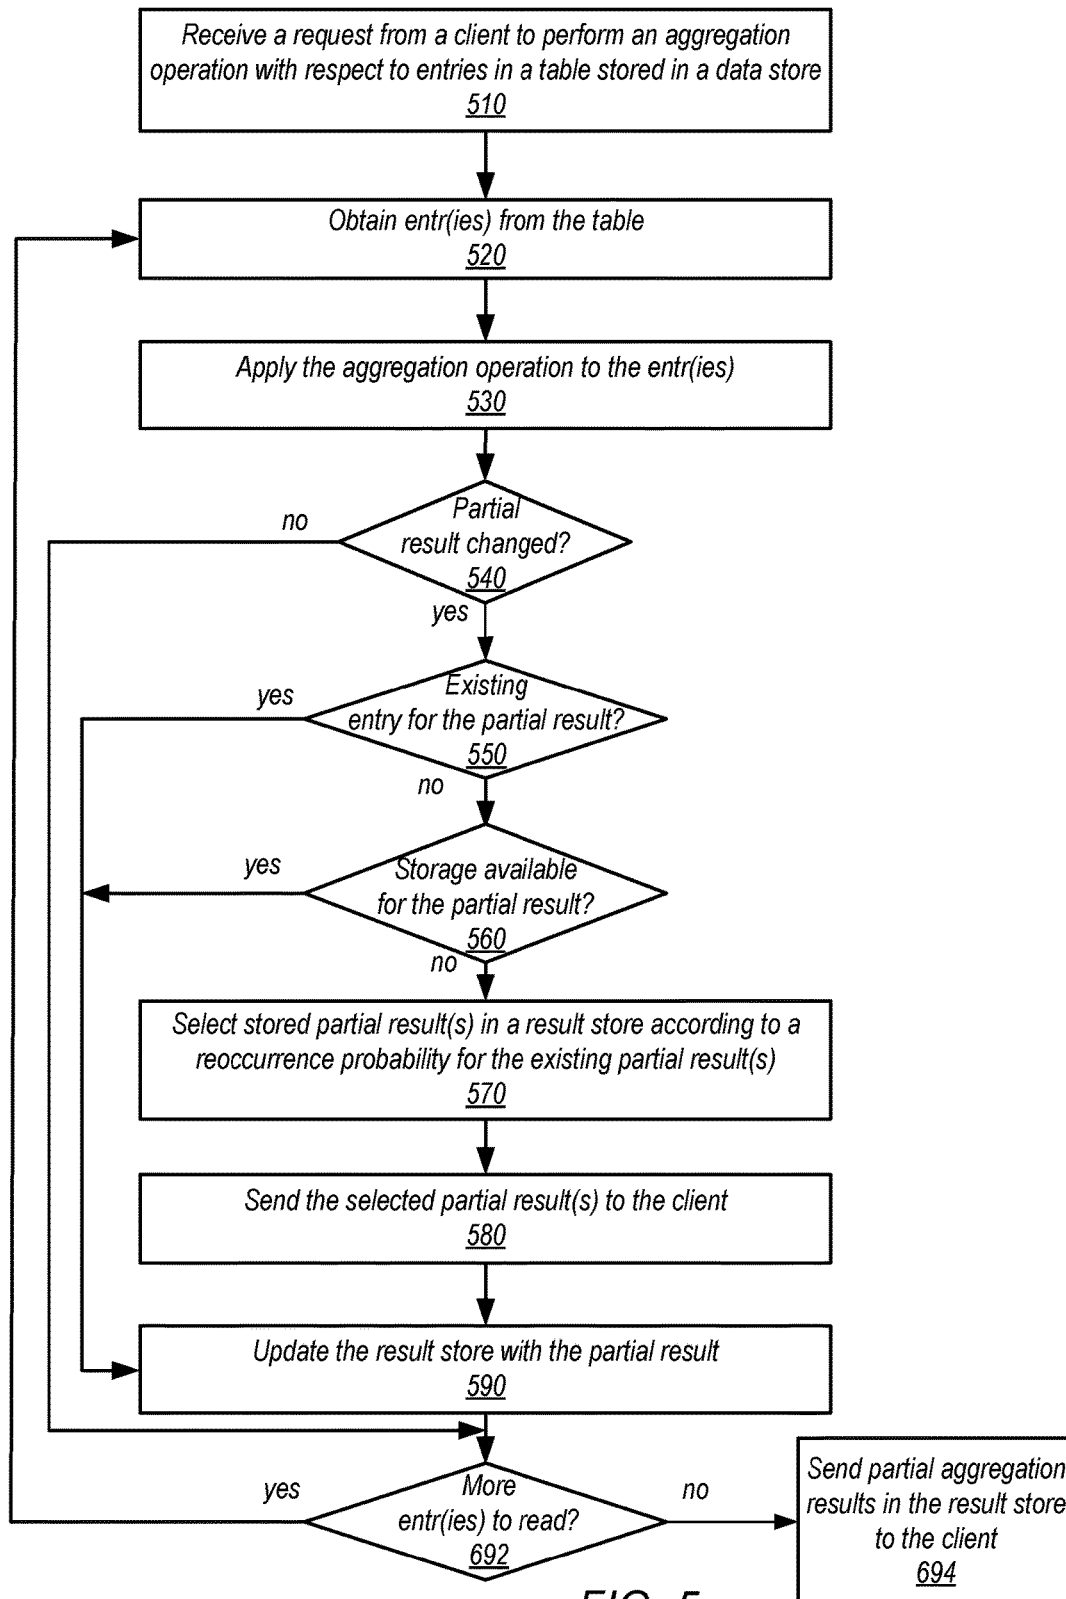 Receive a request from a client to perform an aggregation
operation with respect to entries in a table stored in a data store
510
Obtain entr(ies) from the table
520
Apply the aggregation operation to the entr(ies)
530
Partial
result changed?
540
no
yes
Existing
entry for the partial result?
550
yes
no
Storage available
for the partial result?
560
yes
no
Select stored partial result(s) in a result store according to a
reoccurrence probability for the existing partial result(s)
570
Send the selected partial result(s) to the client
580
Update the result store with the partial result
590
More
entr(ies) to read?
692
yes
no
Send partial aggregation
results in the result store
to the client
694
FIG. 5